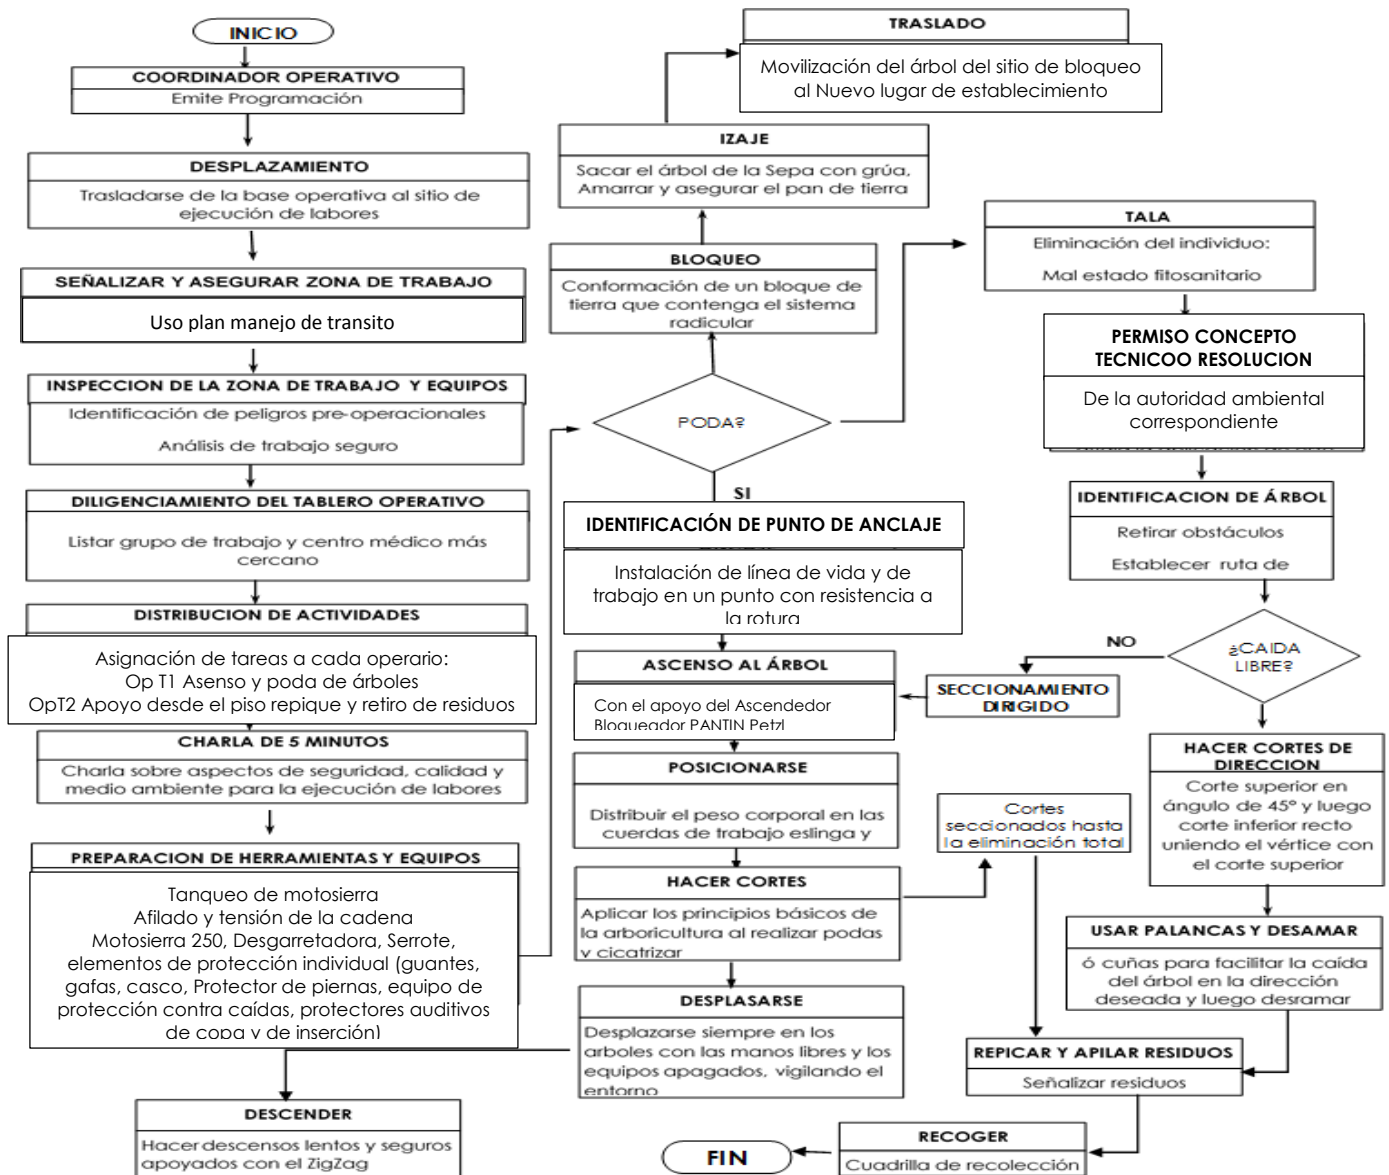 INICIO
COORDINADOR OPERATIVO
Emite Programación
DESPLAZAMIENTO
Trasladarse de la base operativa al sitio de
ejecución de labores
SEÑALIZAR Y ASEGURAR ZONA DE TRABAJO
Uso plan manejo de transito
INSPECCION DE LA ZONA DE TRABAJO Y EQUIPOS
Identificación de peligros pre-operacionales
Análisis de trabajo seguro
DILIGENCIAMIENTO DEL TABLERO OPERATIVO
Listar grupo de trabajo y centro médico más
cercano
DISTRIBUCION DE ACTIVIDADES
Asignación de tareas a cada operario:
Op T1 Asenso y poda de árboles
OpT2 Apoyo desde el piso repique y retiro de residuos
CHARLA DE 5 MINUTOS
Charla sobre aspectos de seguridad, calidad y
medio ambiente para la ejecución de labores
PREPARACION DE HERRAMIENTAS Y EQUIPOS
Tanqueo de motosierra
Afilado y tensión de la cadena
Motosierra 250, Desgarretadora, Serrote,
elementos de protección individual (guantes,
gafas, casco, Protector de piernas, equipo de
protección contra caídas, protectores auditivos
de copa y de inserción)
DESCENDER
Hacer descensos lentos y seguros
apoyados con el ZigZag
TRASLADO
Movilización del árbol del sitio de bloqueo
al Nuevo lugar de establecimiento
IZAJE
Sacar el árbol de la Sepa con grúa,
Amarrar y asegurar el pan de tierra
BLOQUEO
Conformación de un bloque de
tierra que contenga el sistema
radicular
PODA?
SI
IDENTIFICACIÓN DE PUNTO DE ANCLAJE
Instalación de línea de vida y de
trabajo en un punto con resistencia a
la rotura
ASCENSO AL ÁRBOL
Con el apoyo del Ascendedor
Bloqueador PANTIN Petzl
POSICIONARSE
Distribuir el peso corporal en las
cuerdas de trabajo eslinga y
HACER CORTES
Aplicar los principios básicos de
la arboricultura al realizar podas
y cicatrizar
DESPLASARSE
Desplazarse siempre en los
arboles con las manos libres y los
equipos apagados, vigilando el
entorno
TALA
Eliminación del individuo:
Mal estado fitosanitario
PERMISO CONCEPTO
TECNICOO RESOLUCION
De la autoridad ambiental
correspondiente
IDENTIFICACION DE ÁRBOL
Retirar obstáculos
Establecer ruta de
¿CAIDA
LIBRE?
NO
SECCIONAMIENTO
DIRIGIDO
Cortes
seccionados hasta
la eliminación total
HACER CORTES DE
DIRECCION
Corte superior en
ángulo de 45° y luego
corte inferior recto
uniendo el vértice con
el corte superior
USAR PALANCAS Y DESAMAR
ó cuñas para facilitar la caída
del árbol en la dirección
deseada y luego desramar
REPICAR Y APILAR RESIDUOS
Señalizar residuos
RECOGER
Cuadrilla de recolección
FIN